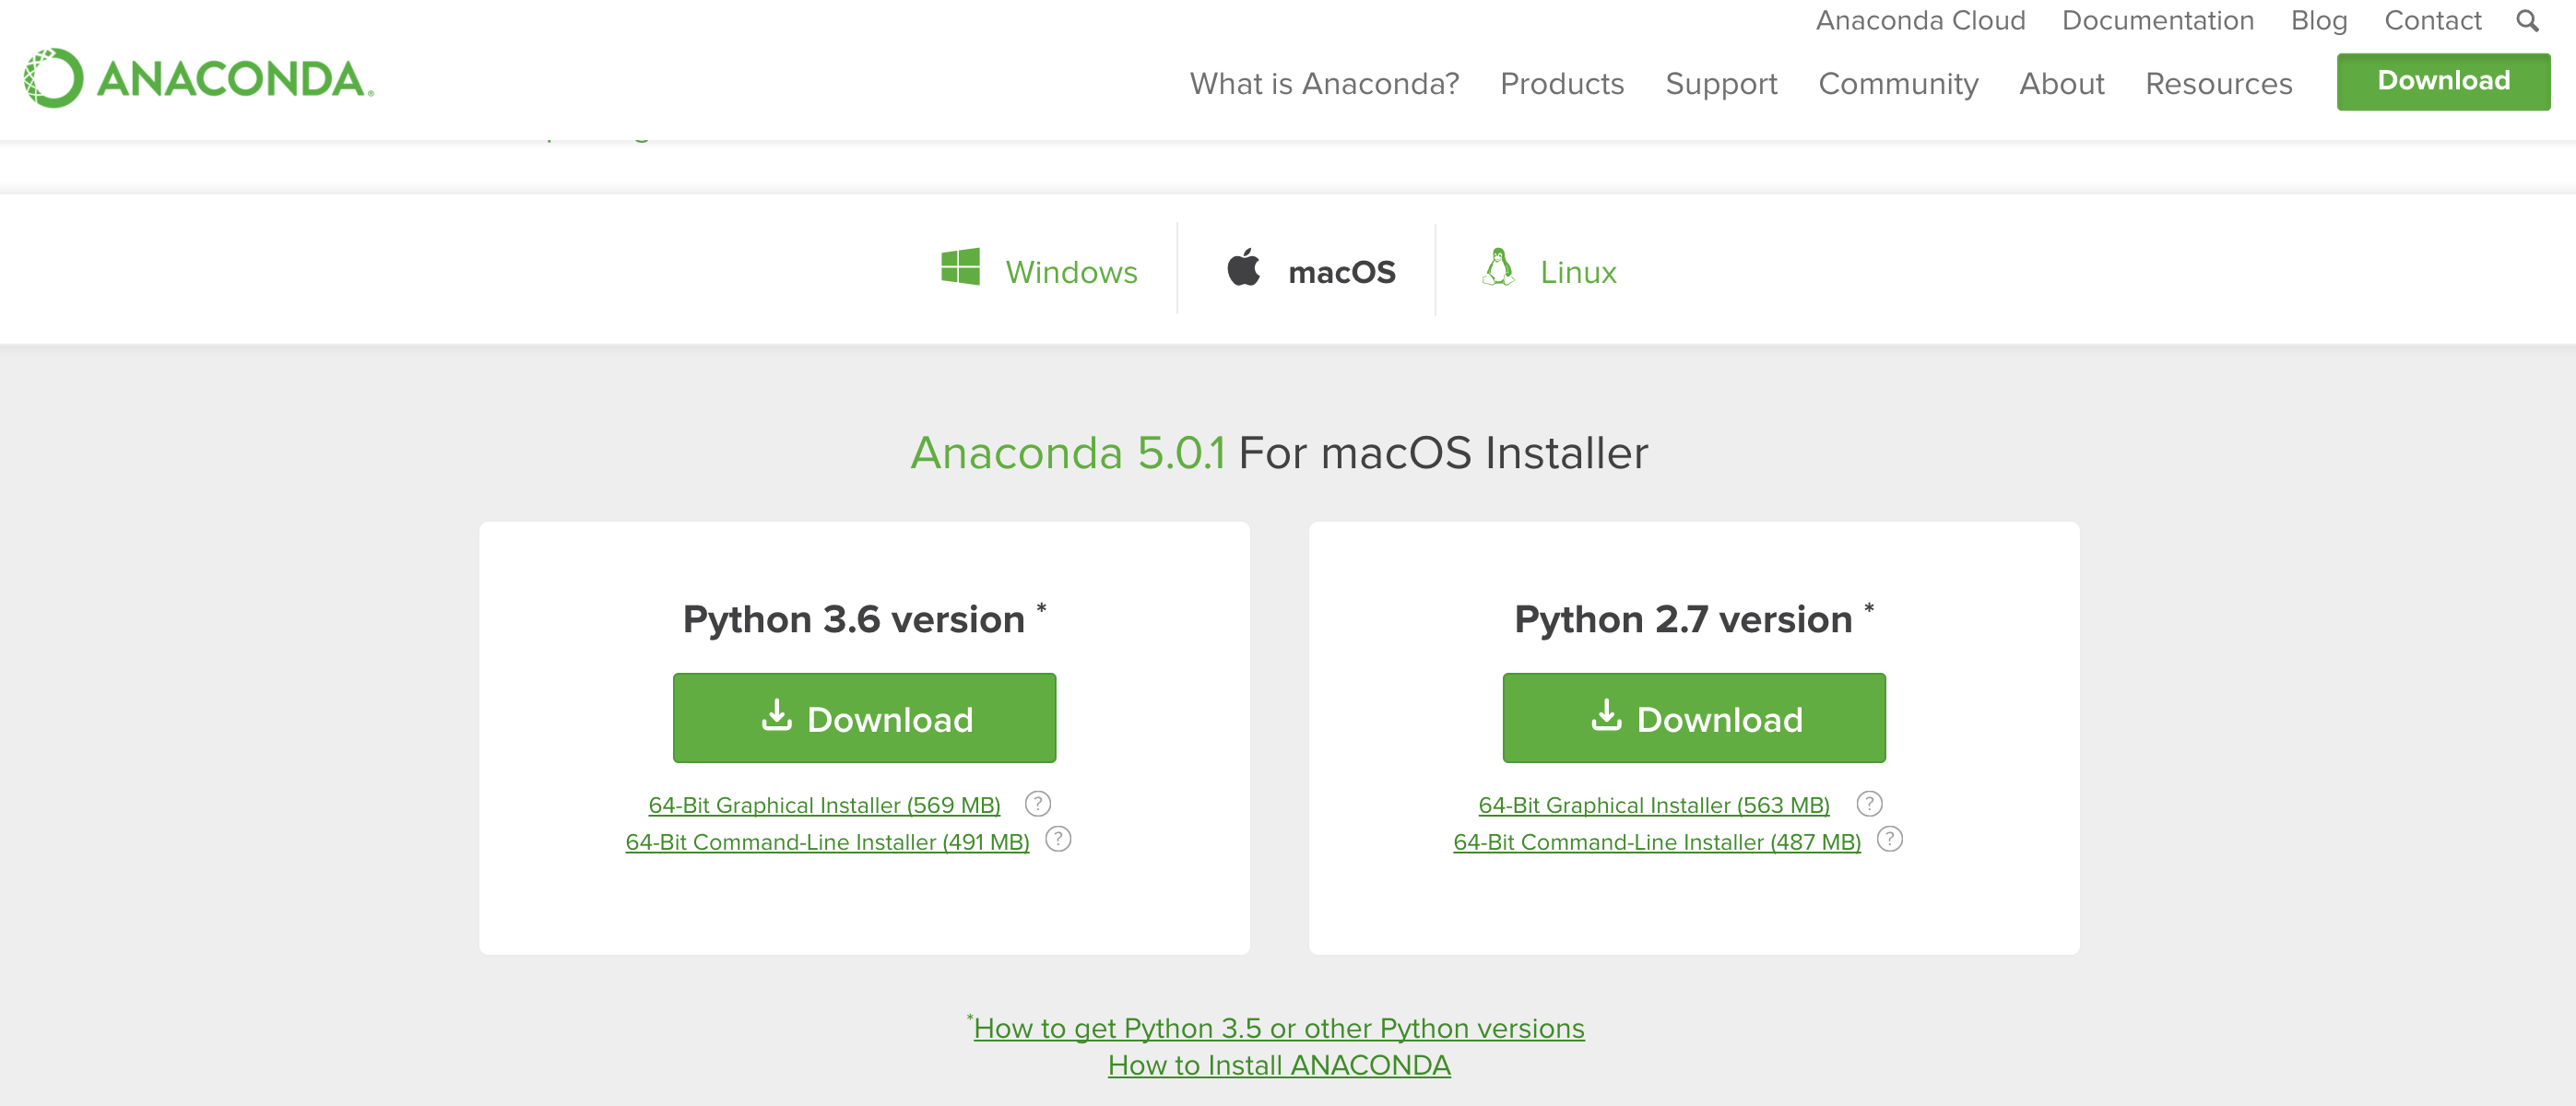 Anaconda Cloud Documentation Blog Contact
ANACONDA®
What is Anaconda? Products Support Community About Resources Download
Windows macOS Linux
Anaconda 5.0.1 For macOS Installer
Python 3.6 version *
Download
64-Bit Graphical Installer (569 MB) ?
64-Bit Command-Line Installer (491 MB) ?
Python 2.7 version *
Download
64-Bit Graphical Installer (563 MB) ?
64-Bit Command-Line Installer (487 MB) ?
*How to get Python 3.5 or other Python versions
How to Install ANACONDA